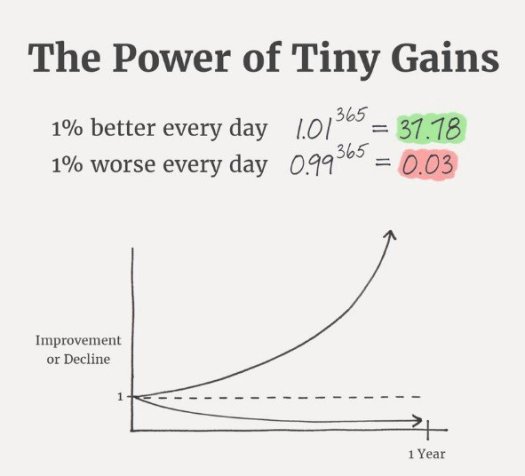 The Power of Tiny Gains
1% better every day 1.01^365 = 37.78
1% worse every day 0.99^365 = 0.03
Improvement
or Decline
1
1 Year